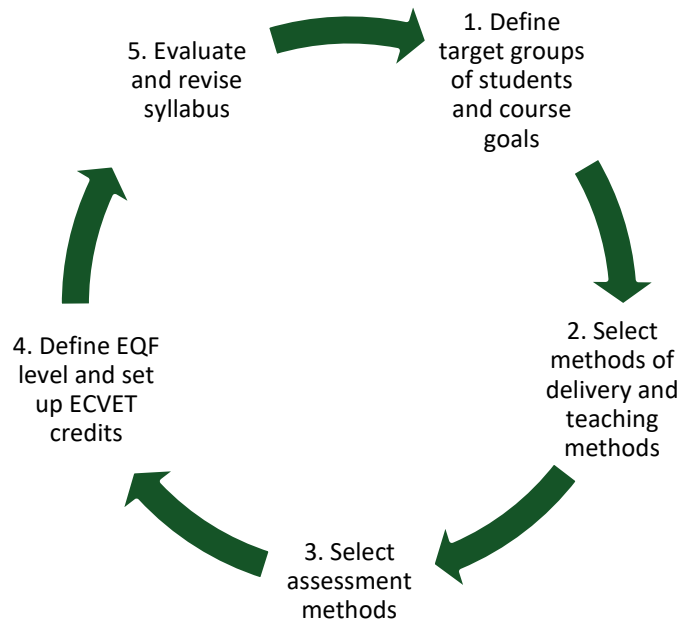 1. Define
target groups
of students
and course
goals
2. Select
methods of
delivery and
teaching
methods
3. Select
assessment
methods
4. Define EQF
level and set
up ECVET
credits
5. Evaluate
and revise
syllabus